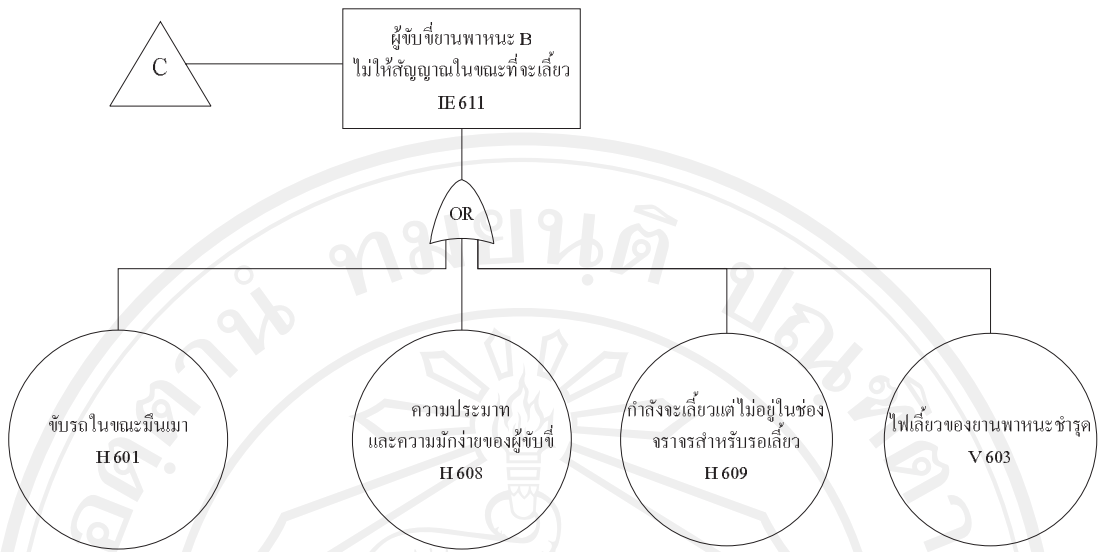 ผู้ขับขี่ยานพาหนะ B
ไม่ให้สัญญาณในขณะที่จะเลี้ยว
IE 611
C
OR
ขับรถในขณะมึนเมา
H 601
ความประมาท
และความมักง่ายของผู้ขับขี่
H 608
กำลังจะเลี้ยวแต่ไม่อยู่ในช่อง
จราจรสำหรับรอเลี้ยว
H 609
ไฟเลี้ยวของยานพาหนะชำรุด
V 603